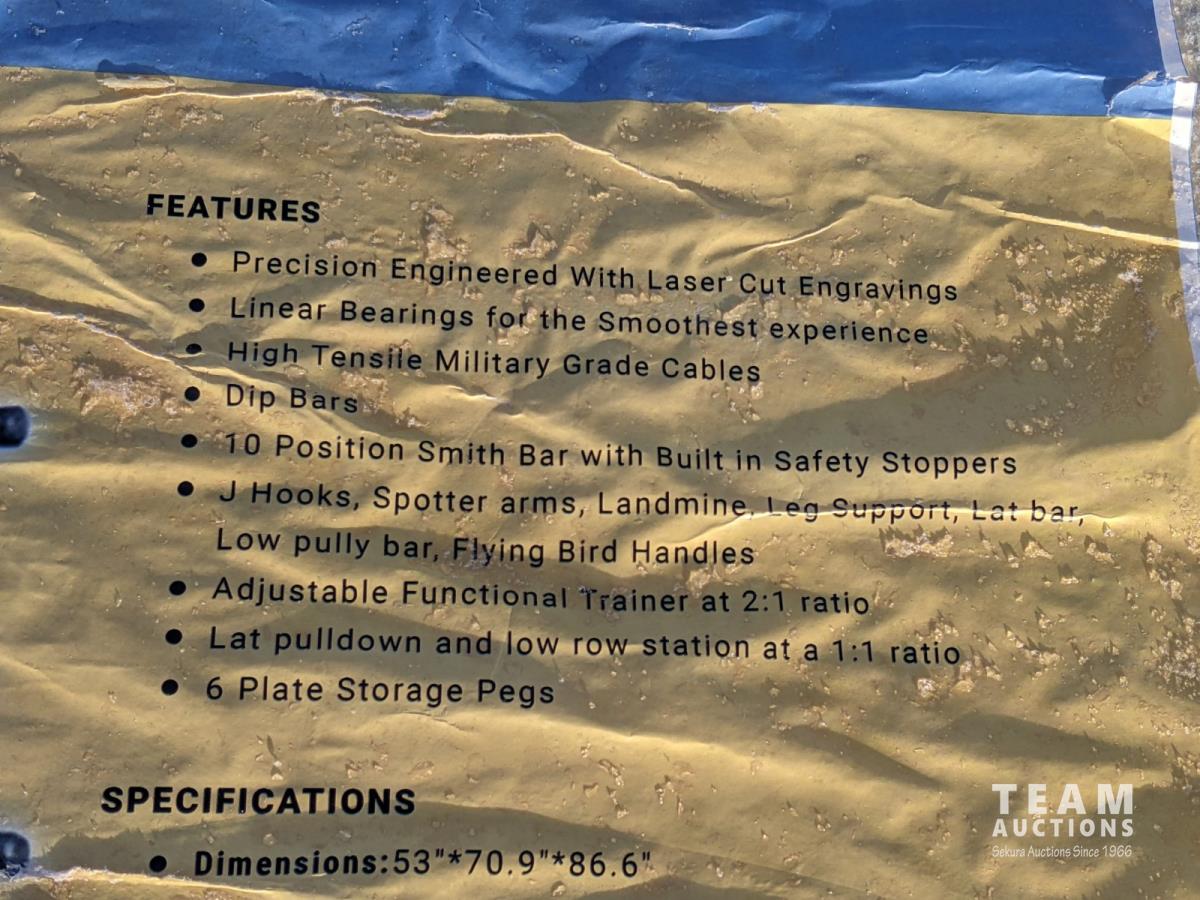 FEATURES
● Precision Engineered With Laser Cut Engravings
● Linear Bearings for the Smoothest experience
● High Tensile Military Grade Cables
● Dip Bars
● 10 Position Smith Bar with Built in Safety Stoppers
● J Hooks, Spotter arms, Landmine, Leg Support, Lat bar,
Low pully bar, Flying Bird Handles
● Adjustable Functional Trainer at 2:1 ratio
● Lat pulldown and low row station at a 1:1 ratio
● 6 Plate Storage Pegs
SPECIFICATIONS
● Dimensions:53"*70.9"*86.6"
TEAM
AUCTIONS
Sekura Auctions Since 1966